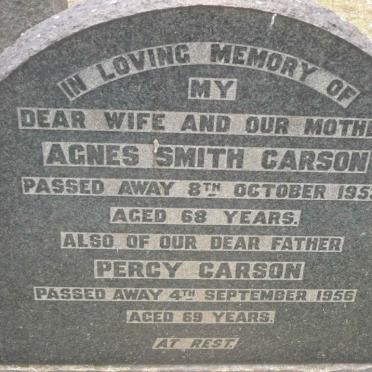 IN LOVING MEMORY OF
MY
DEAR WIFE AND OUR MOTHE
AGNES SMITH CARSON
PASSED AWAY 8TH OCTOBER 195
AGED 68 YEARS.
ALSO OF OUR DEAR FATHER
PERCY CARSON
PASSED AWAY 4TH SEPTEMBER 1956
AGED 69 YEARS.
AT REST.